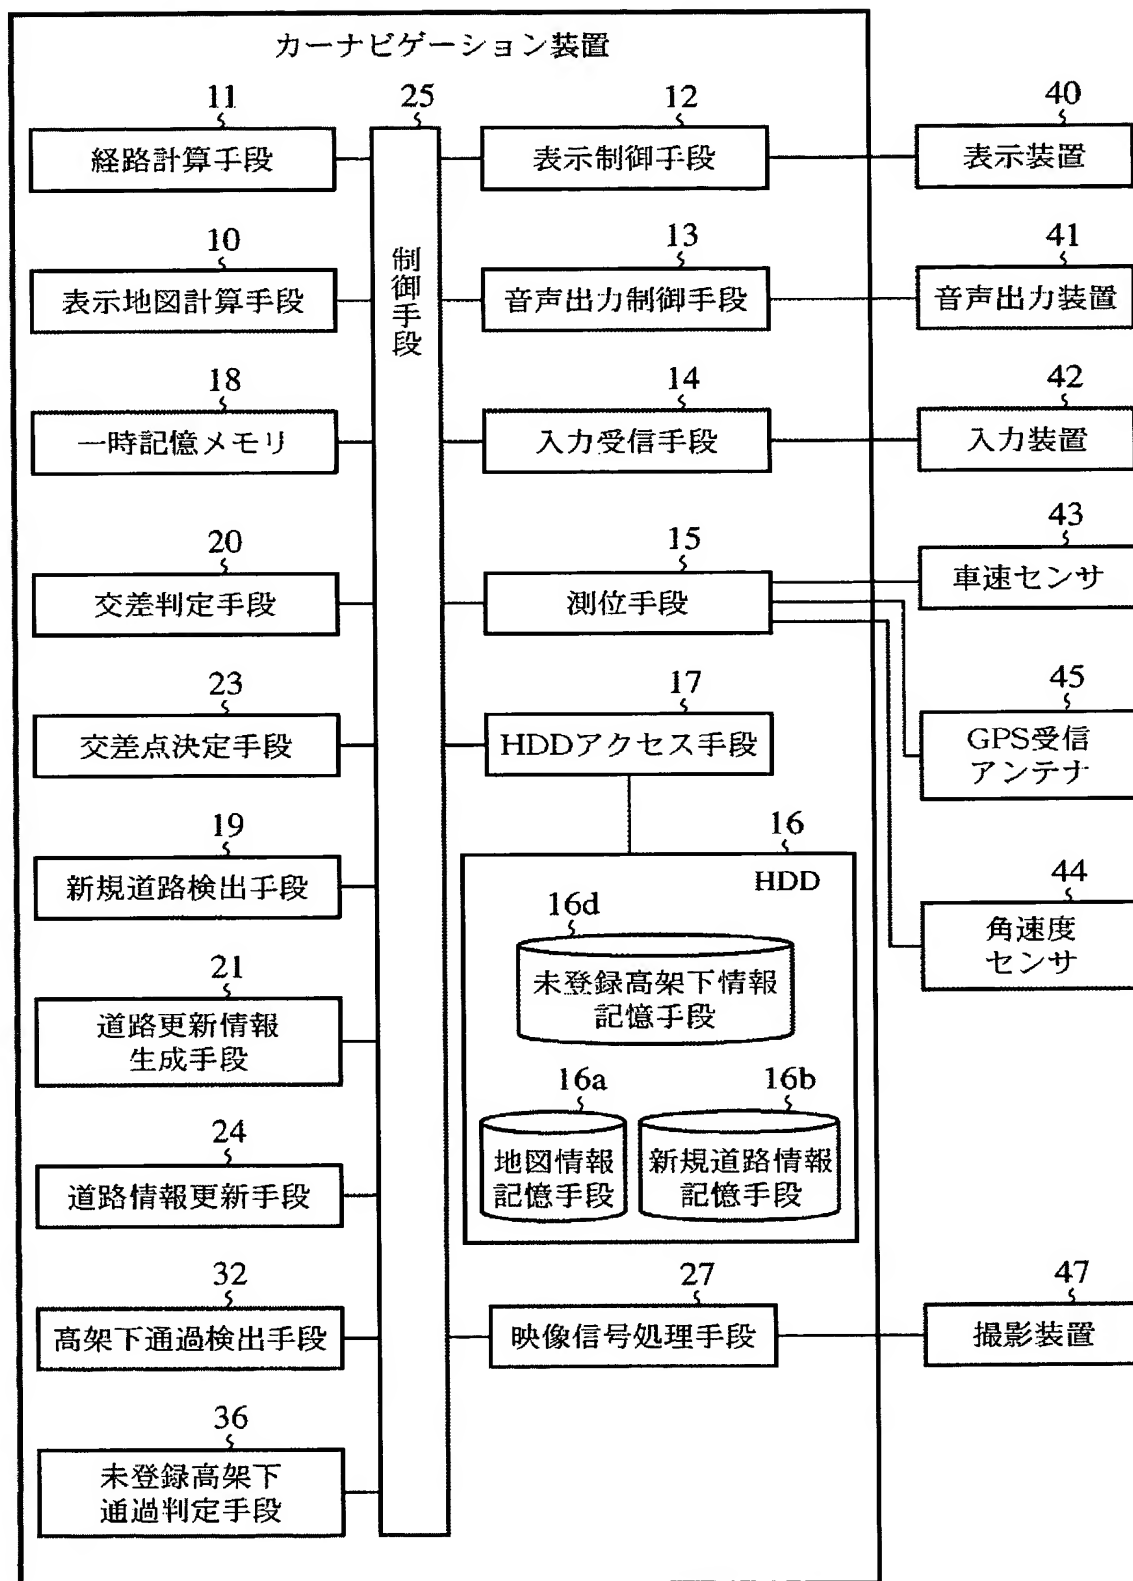 カーナビゲーション装置
11
25
12
40
経路計算手段
表示制御手段
表示装置
10
制御手段
13
41
表示地図計算手段
音声出力制御手段
音声出力装置
18
14
42
一時記憶メモリ
入力受信手段
入力装置
20
15
43
交差判定手段
測位手段
車速センサ
23
17
45
交差点決定手段
HDDアクセス手段
GPS受信
アンテナ
19
16
新規道路検出手段
HDD
44
16d
角速度
センサ
未登録高架下情報
記憶手段
21
道路更新情報
生成手段
16a
16b
地図情報
記憶手段
新規道路情報
記憶手段
24
道路情報更新手段
32
27
47
高架下通過検出手段
映像信号処理手段
撮影装置
36
未登録高架下
通過判定手段